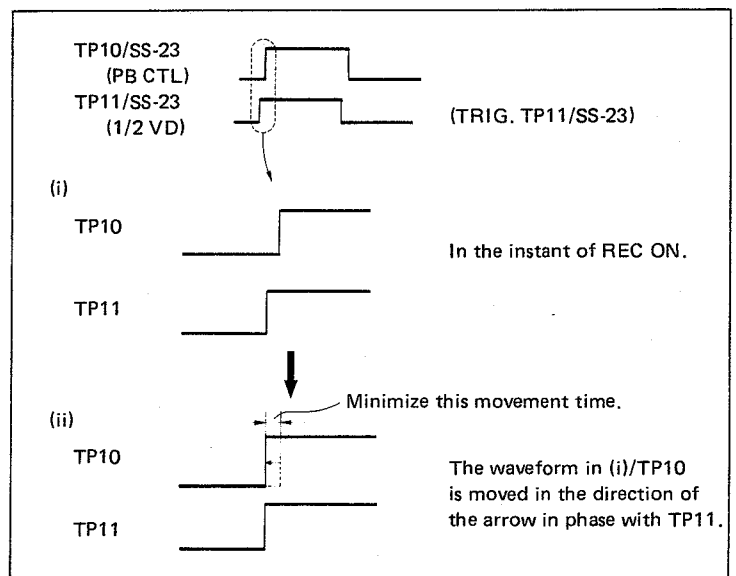 TP10/SS-23
(PB CTL)
TP11/SS-23
(1/2 VD)
(TRIG. TP11/SS-23)
(i)
TP10
In the instant of REC ON.
TP11
Minimize this movement time.
(ii)
TP10
The waveform in (i)/TP10
is moved in the direction of
the arrow in phase with TP11.
TP11